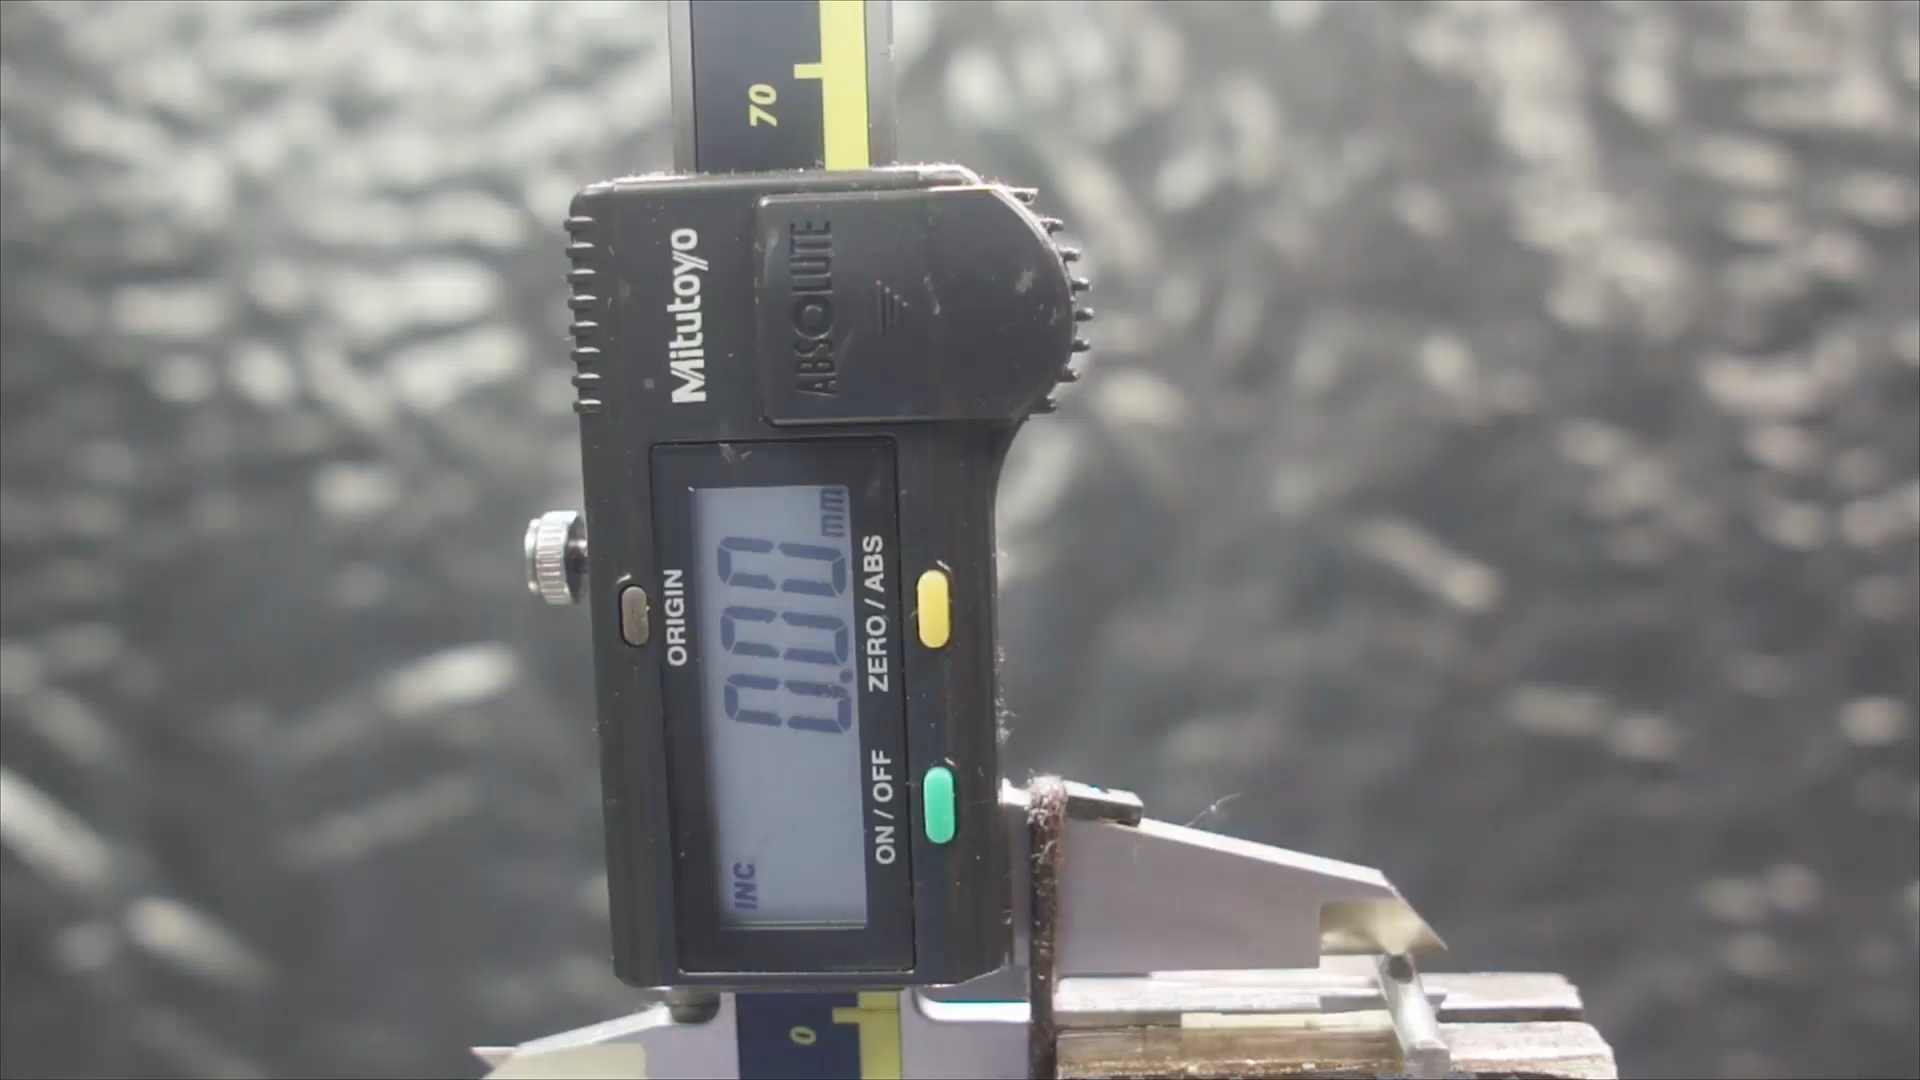 70
Mitutoyo
ABSOLUTE
ORIGIN
INC 0.00 mm
ZERO / ABS
ON / OFF
0